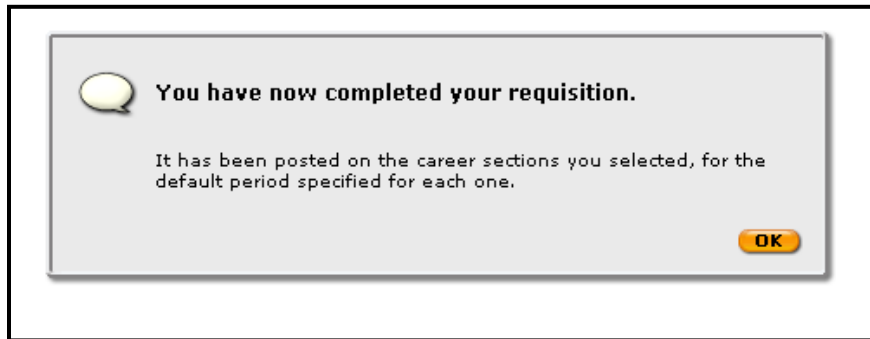 You have now completed your requisition.
It has been posted on the career sections you selected, for the
default period specified for each one.
OK